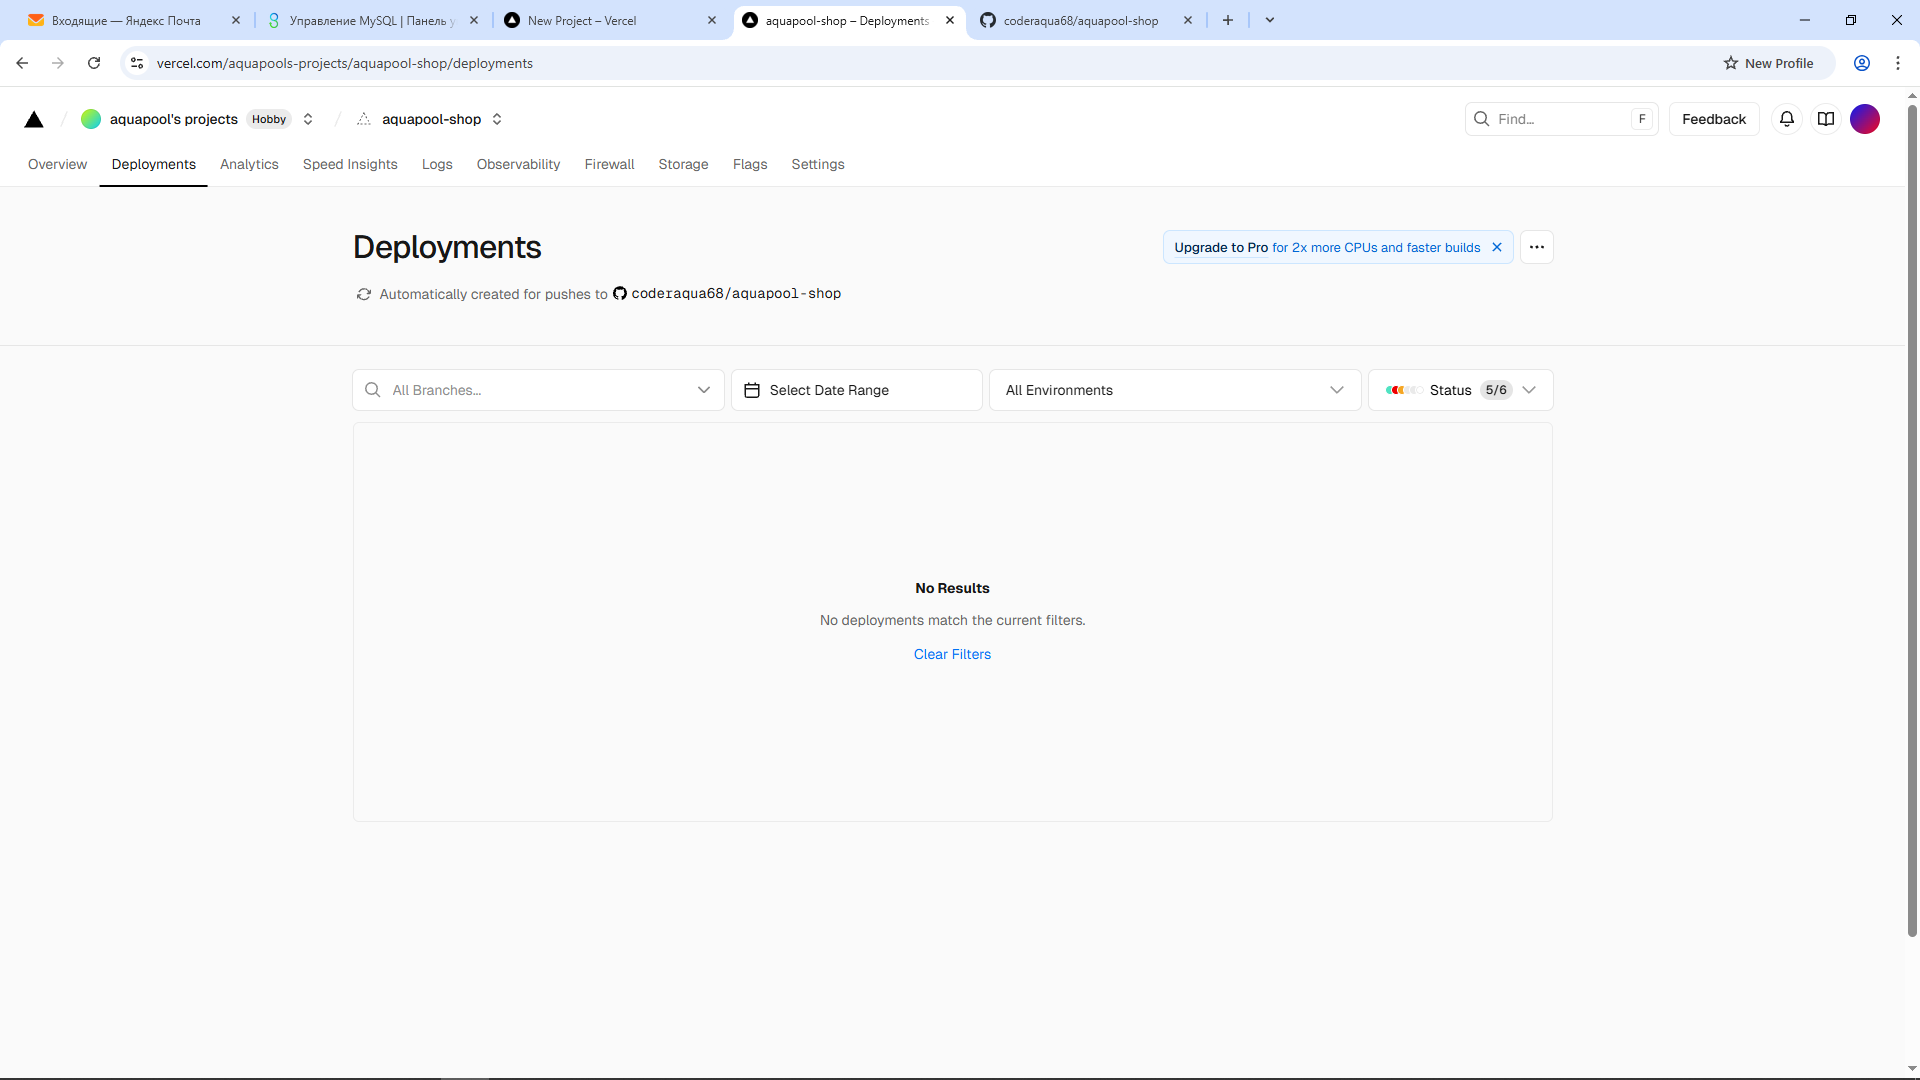 Входящие — Яндекс Почта
Управление MySQL | Панель у
New Project – Vercel
aquapool-shop – Deployments
coderaqua68/aquapool-shop
vercel.com/aquapools-projects/aquapool-shop/deployments
New Profile
aquapool's projects Hobby
aquapool-shop
Find...
F
Feedback
Overview
Deployments
Analytics
Speed Insights
Logs
Observability
Firewall
Storage
Flags
Settings
Deployments
Upgrade to Pro for 2x more CPUs and faster builds
Automatically created for pushes to coderaqua68/aquapool-shop
All Branches...
Select Date Range
All Environments
Status 5/6
No Results
No deployments match the current filters.
Clear Filters